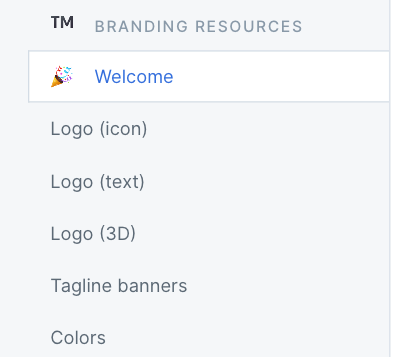 TM BRANDING RESOURCES
🎉 Welcome
Logo (icon)
Logo (text)
Logo (3D)
Tagline banners
Colors